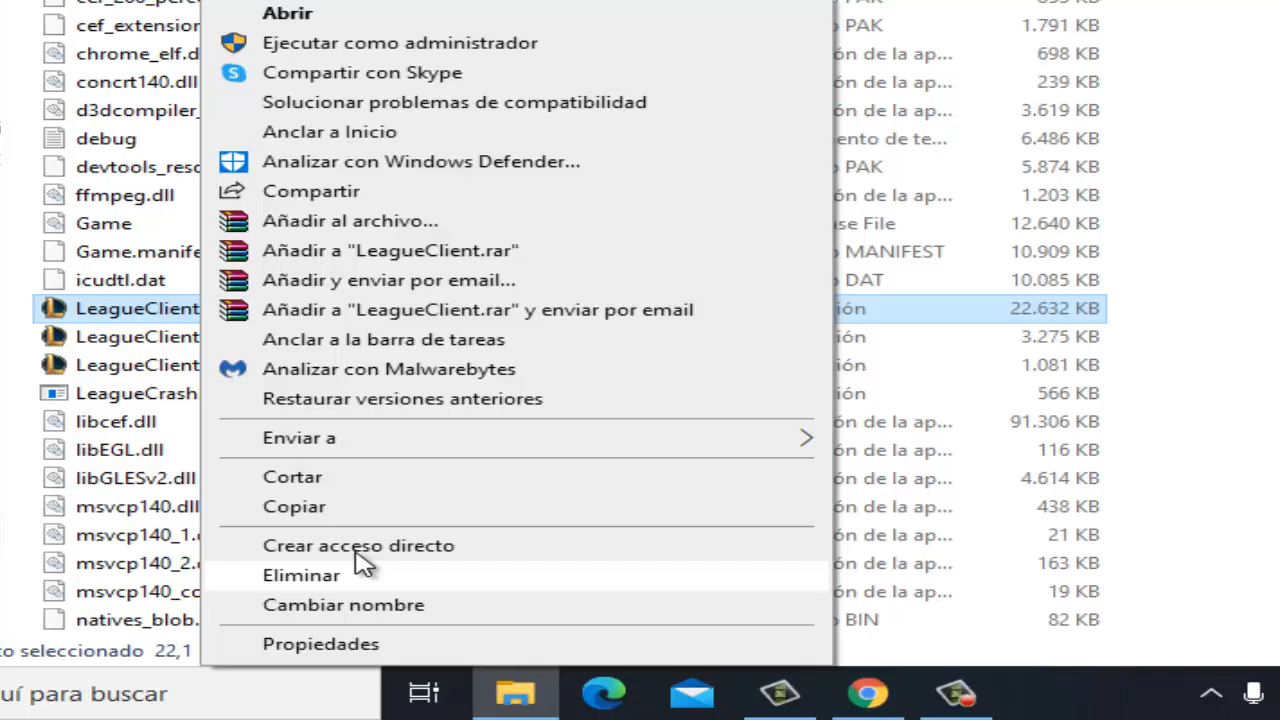 Abrir
cef_extension PAK 1.791 KB
Ejecutar como administrador
chrome_elf.d ón de la ap... 698 KB
Compartir con Skype
concrt140.dll ón de la ap... 239 KB
Solucionar problemas de compatibilidad
d3dcompiler_ ón de la ap... 3.619 KB
Anclar a Inicio
debug ento de te... 6.486 KB
Analizar con Windows Defender...
devtools_reso PAK 5.874 KB
Compartir
ffmpeg.dll ón de la ap... 1.203 KB
Añadir al archivo...
Game se File 12.640 KB
Añadir a "LeagueClient.rar"
Game.manife MANIFEST 10.909 KB
Añadir y enviar por email...
icudtl.dat DAT 10.085 KB
Añadir a "LeagueClient.rar" y enviar por email
LeagueClient ión 22.632 KB
Anclar a la barra de tareas
LeagueClient ión 3.275 KB
Analizar con Malwarebytes
LeagueClient ión 1.081 KB
Restaurar versiones anteriores
LeagueCrash ión 566 KB
libcef.dll ón de la ap... 91.306 KB
Enviar a
libEGL.dll ón de la ap... 116 KB
Cortar
libGLESv2.dll ón de la ap... 4.614 KB
Copiar
msvcp140.dll ón de la ap... 438 KB
msvcp140_1. ón de la ap... 21 KB
Crear acceso directo
msvcp140_2. ón de la ap... 163 KB
Eliminar
msvcp140_co ón de la ap... 19 KB
Cambiar nombre
natives_blob. BIN 82 KB
Propiedades
to seleccionado 22,1
uí para buscar